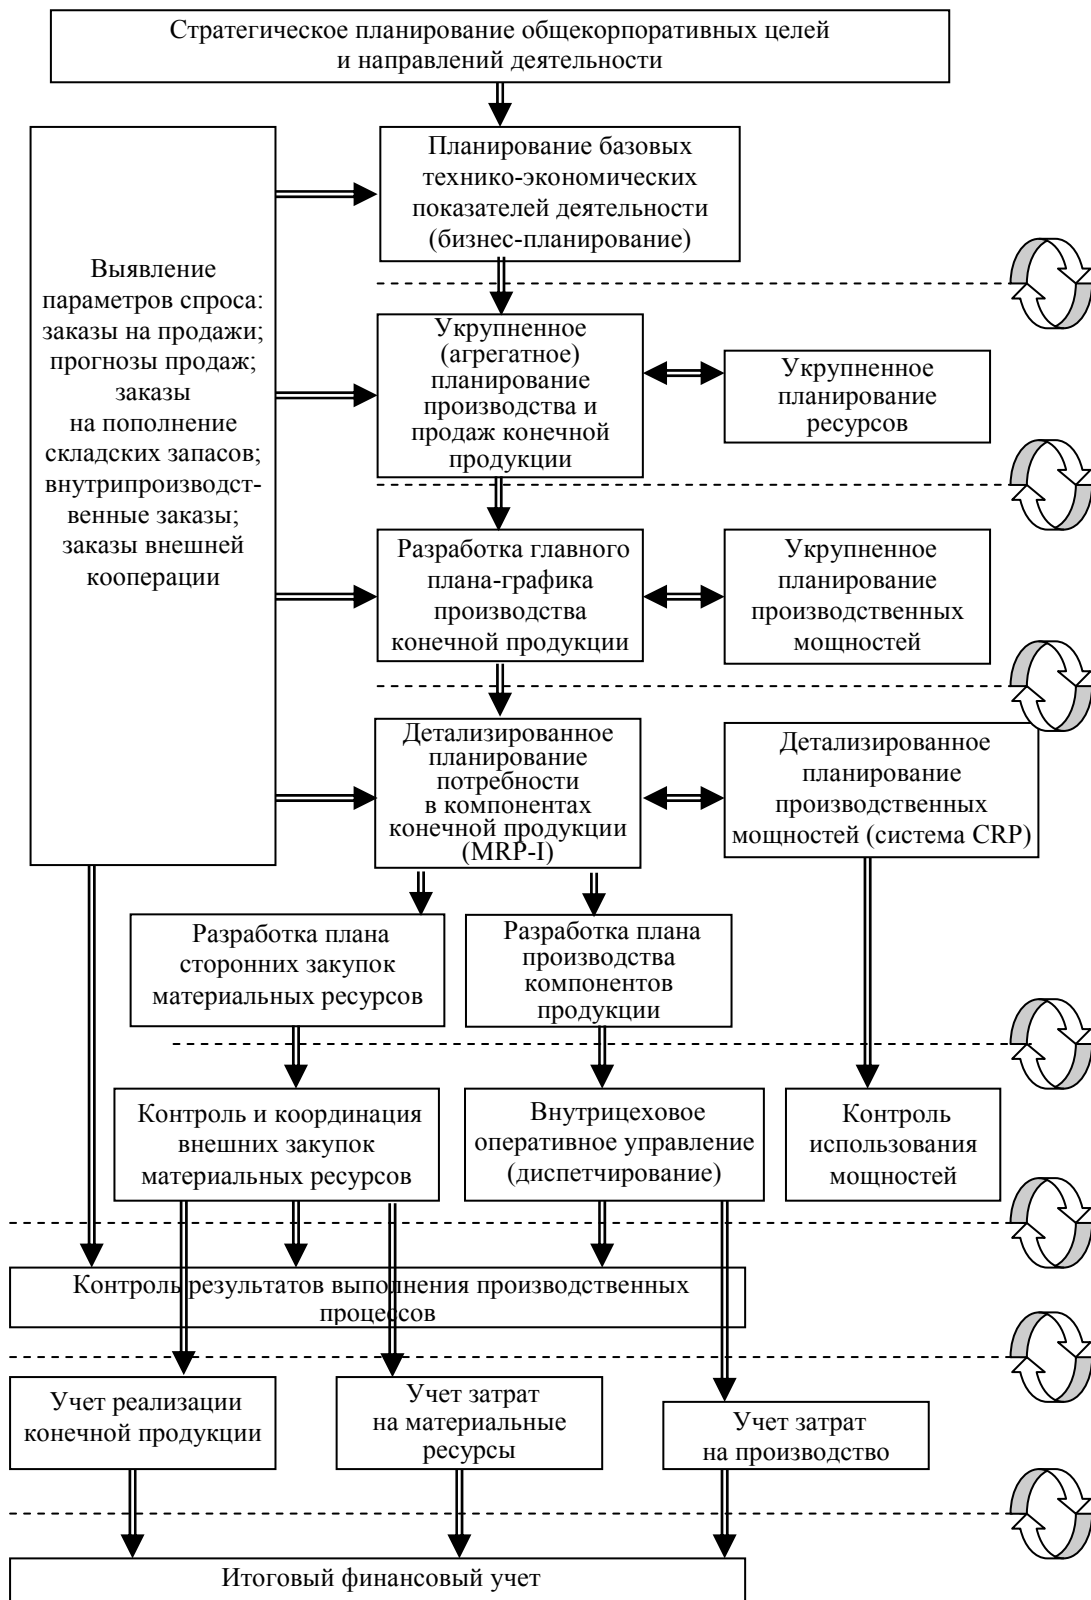 Стратегическое планирование общекорпоративных целей
и направлений деятельности
Планирование базовых
технико-экономических
показателей деятельности
(бизнес-планирование)
Выявление
параметров спроса:
заказы на продажи;
прогнозы продаж;
заказы
на пополнение
складских запасов;
внутрипроизводст-
венные заказы;
заказы внешней
кооперации
Укрупненное
(агрегатное)
планирование
производства и
продаж конечной
продукции
Укрупненное
планирование
ресурсов
Разработка главного
плана-графика
производства
конечной продукции
Укрупненное
планирование
производственных
мощностей
Детализированное
планирование
потребности
в компонентах
конечной продукции
(MRP-I)
Детализированное
планирование
производственных
мощностей (система CRP)
Разработка плана
сторонних закупок
материальных ресурсов
Разработка плана
производства
компонентов
продукции
Контроль и координация
внешних закупок
материальных ресурсов
Внутрицеховое
оперативное управление
(диспетчирование)
Контроль
использования
мощностей
Контроль результатов выполнения производственных
процессов
Учет реализации
конечной продукции
Учет затрат
на материальные
ресурсы
Учет затрат
на производство
Итоговый финансовый учет